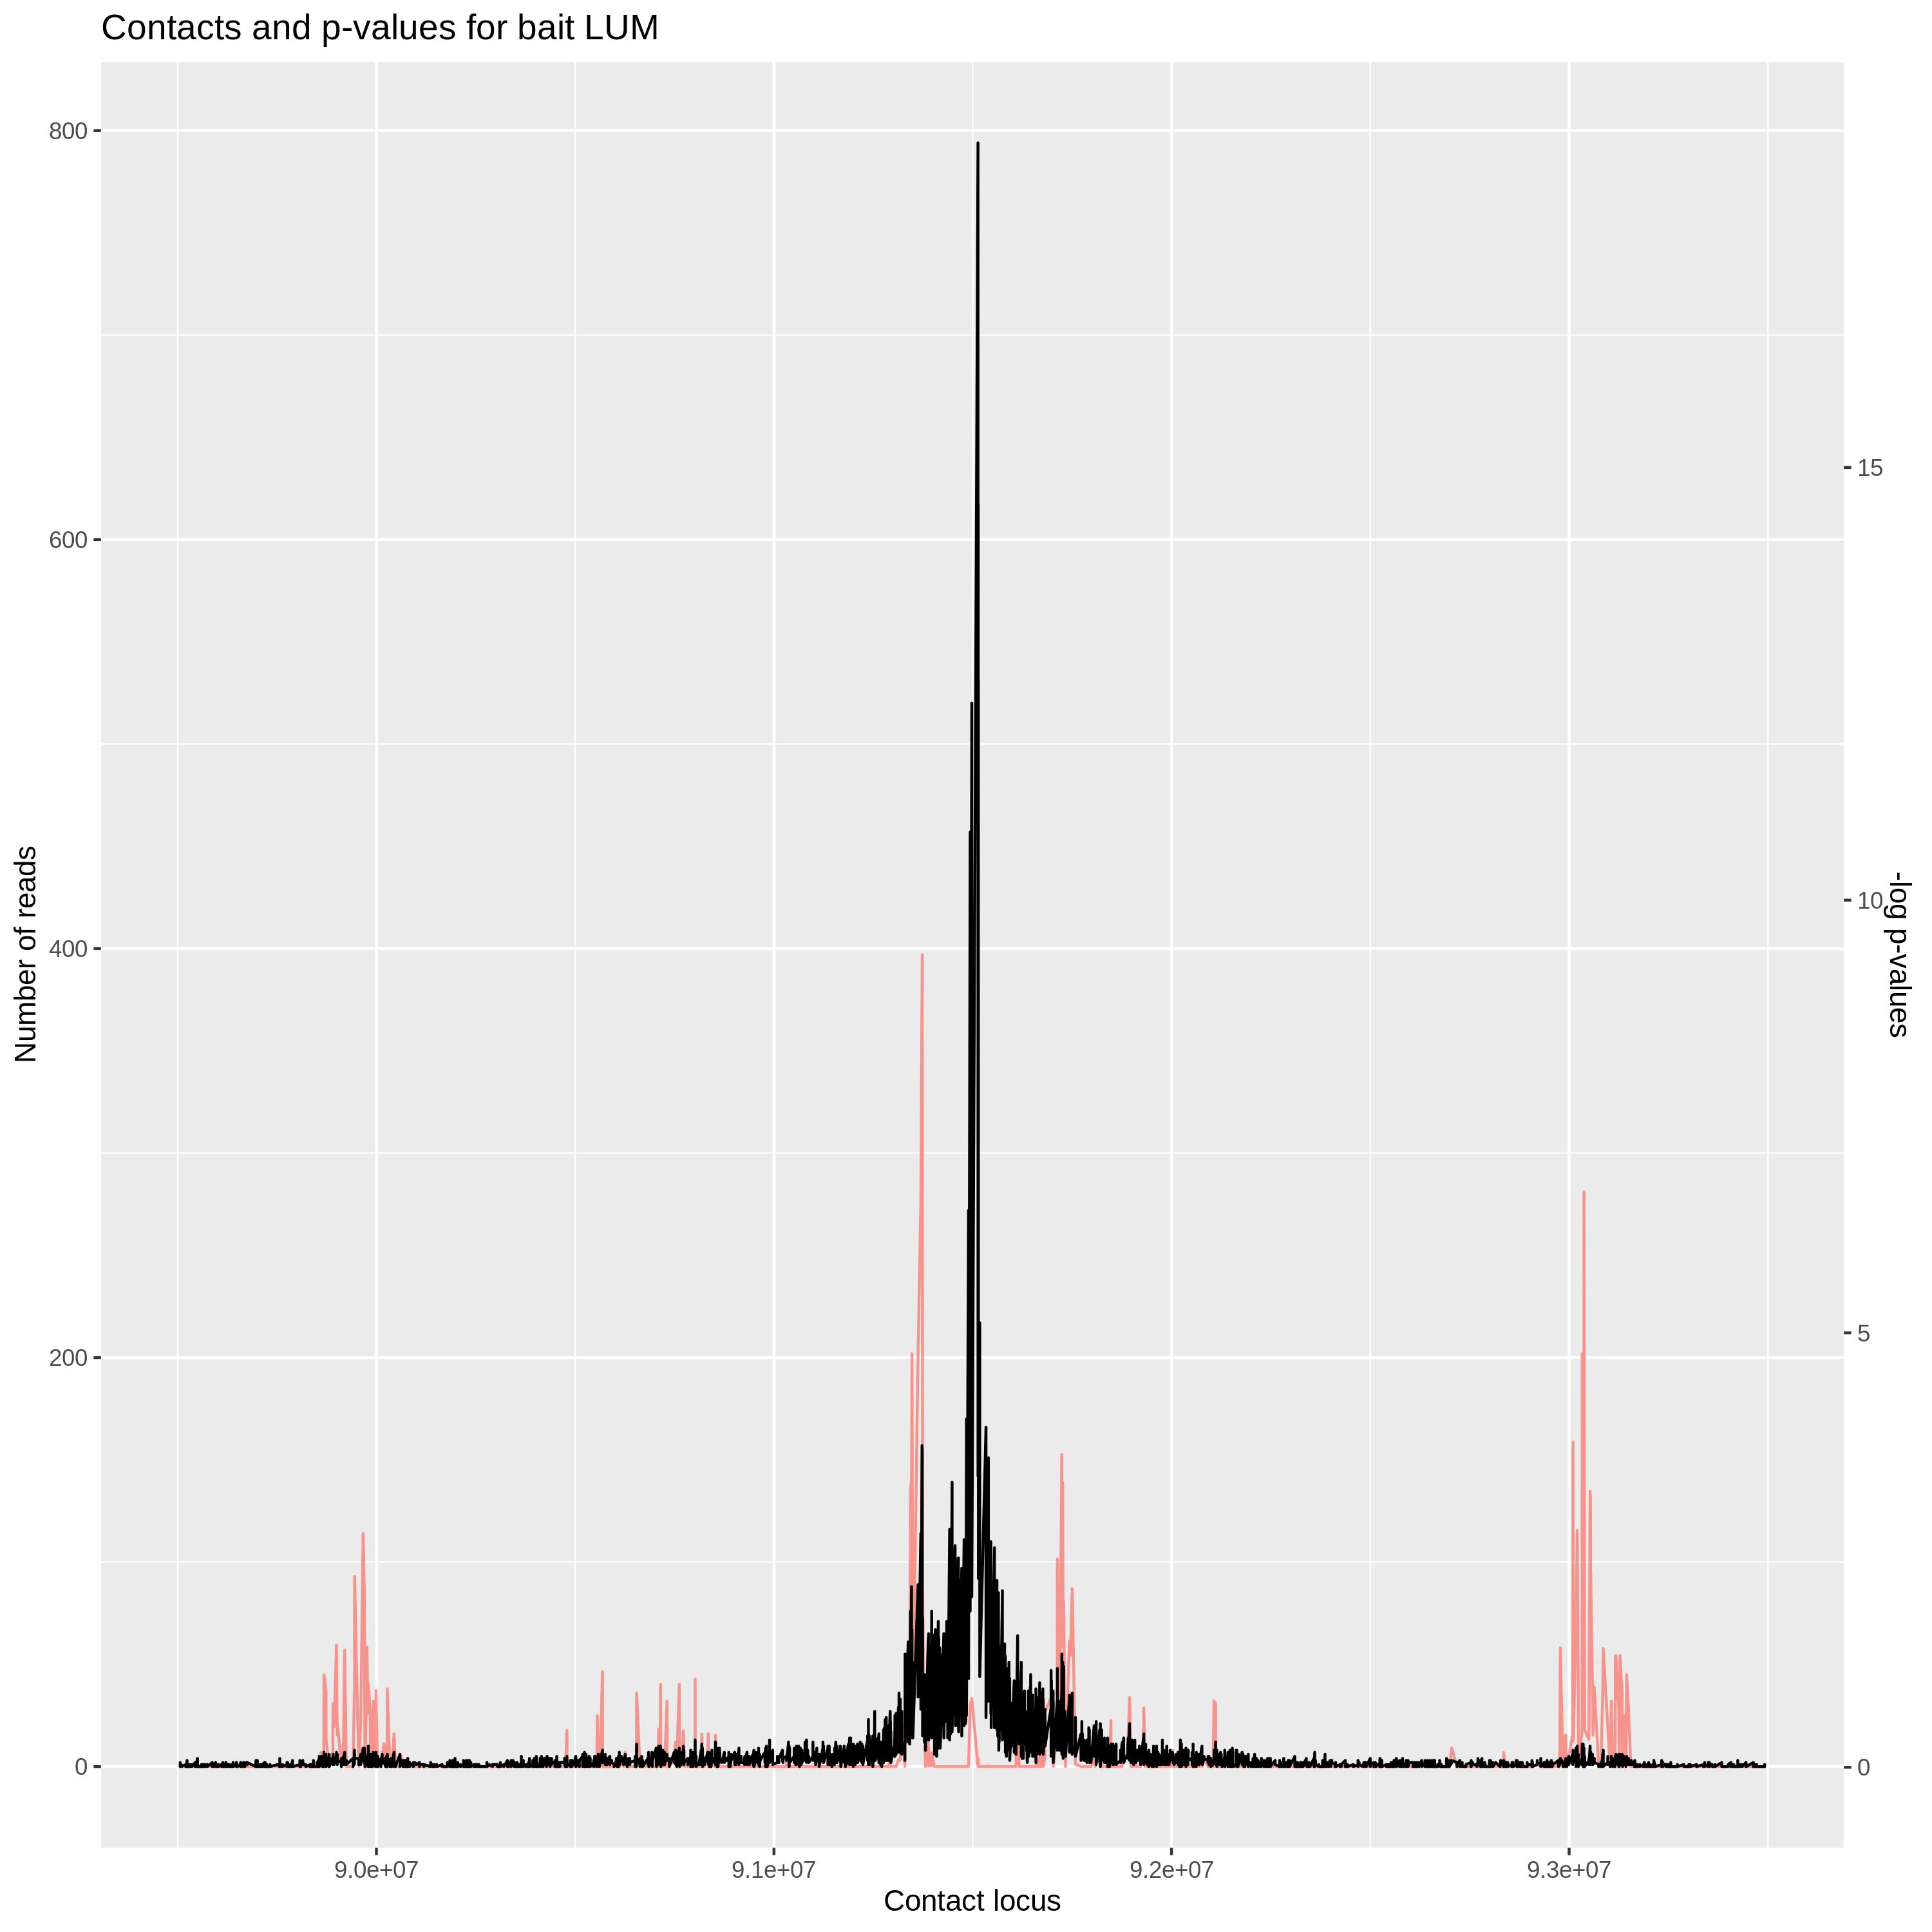 Contacts and p-values for bait LUM
800
600
400
200
0
Number of reads
15
10
5
0
-log p-values
9.0e+07
9.1e+07
9.2e+07
9.3e+07
Contact locus